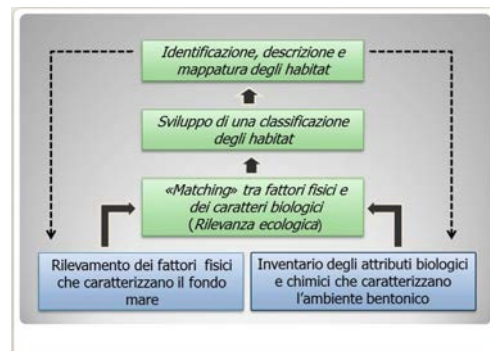 Identificazione, descrizione e
mappatura degli habitat
Sviluppo di una classificazione
degli habitat
«Matching» tra fattori fisici e
dei caratteri biologici
(Rilevanza ecologica)
Rilevamento dei fattori fisici
che caratterizzano il fondo
mare
Inventario degli attributi biologici
e chimici che caratterizzano
l'ambiente bentonico